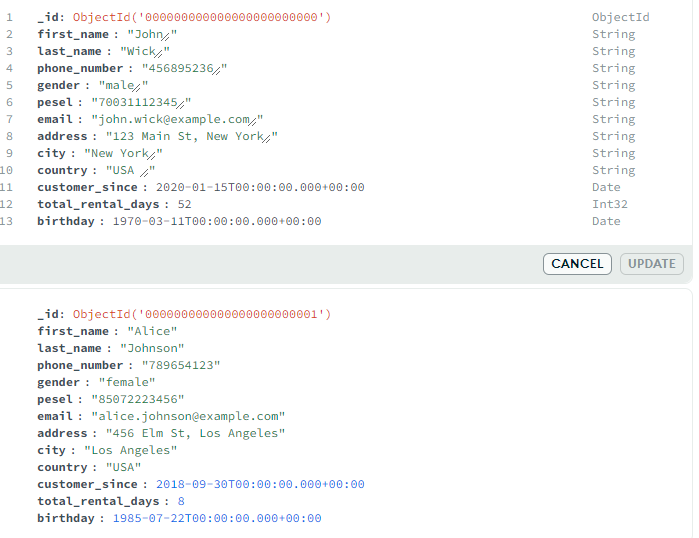 1 _id: ObjectId('000000000000000000000000') ObjectId
2 first_name : "John" String
3 last_name : "Wick" String
4 phone_number : "456895236" String
5 gender : "male" String
6 pesel : "70031112345" String
7 email : "john.wick@example.com" String
8 address : "123 Main St, New York" String
9 city : "New York" String
10 country : "USA " String
11 customer_since : 2020-01-15T00:00:00.000+00:00 Date
12 total_rental_days : 52 Int32
13 birthday : 1970-03-11T00:00:00.000+00:00 Date
CANCEL UPDATE
_id: ObjectId('000000000000000000000001')
first_name : "Alice"
last_name : "Johnson"
phone_number : "789654123"
gender : "female"
pesel : "85072223456"
email : "alice.johnson@example.com"
address : "456 Elm St, Los Angeles"
city : "Los Angeles"
country : "USA"
customer_since : 2018-09-30T00:00:00.000+00:00
total_rental_days : 8
birthday : 1985-07-22T00:00:00.000+00:00